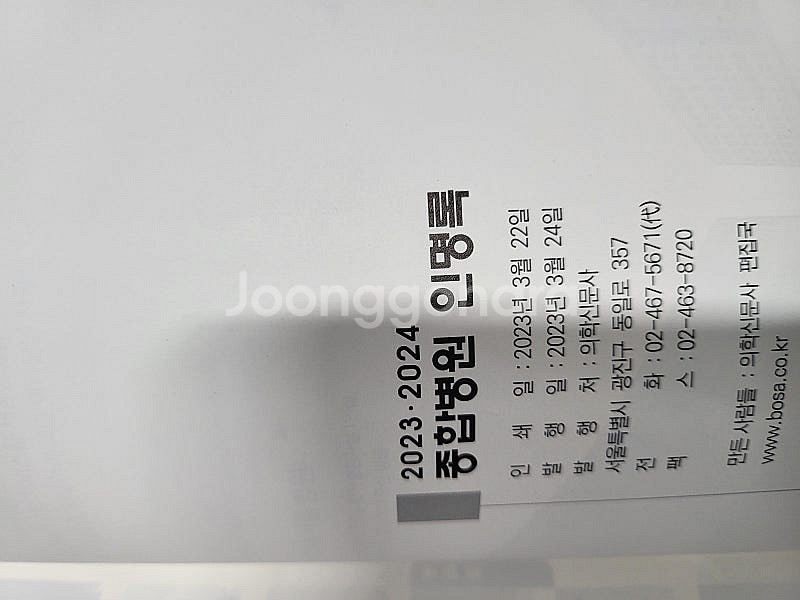 2023·2024
종합병원 인명록
인 쇄 일 : 2023년 3월 22일
발 행 일 : 2023년 3월 24일
발 행 처 : 의학신문사
서울특별시 광진구 동일로 357
전 화 : 02-467-5671(代)
팩 스 : 02-463-8720
만든 사람들 : 의학신문사 편집국
www.bosa.co.kr
Joonggonara